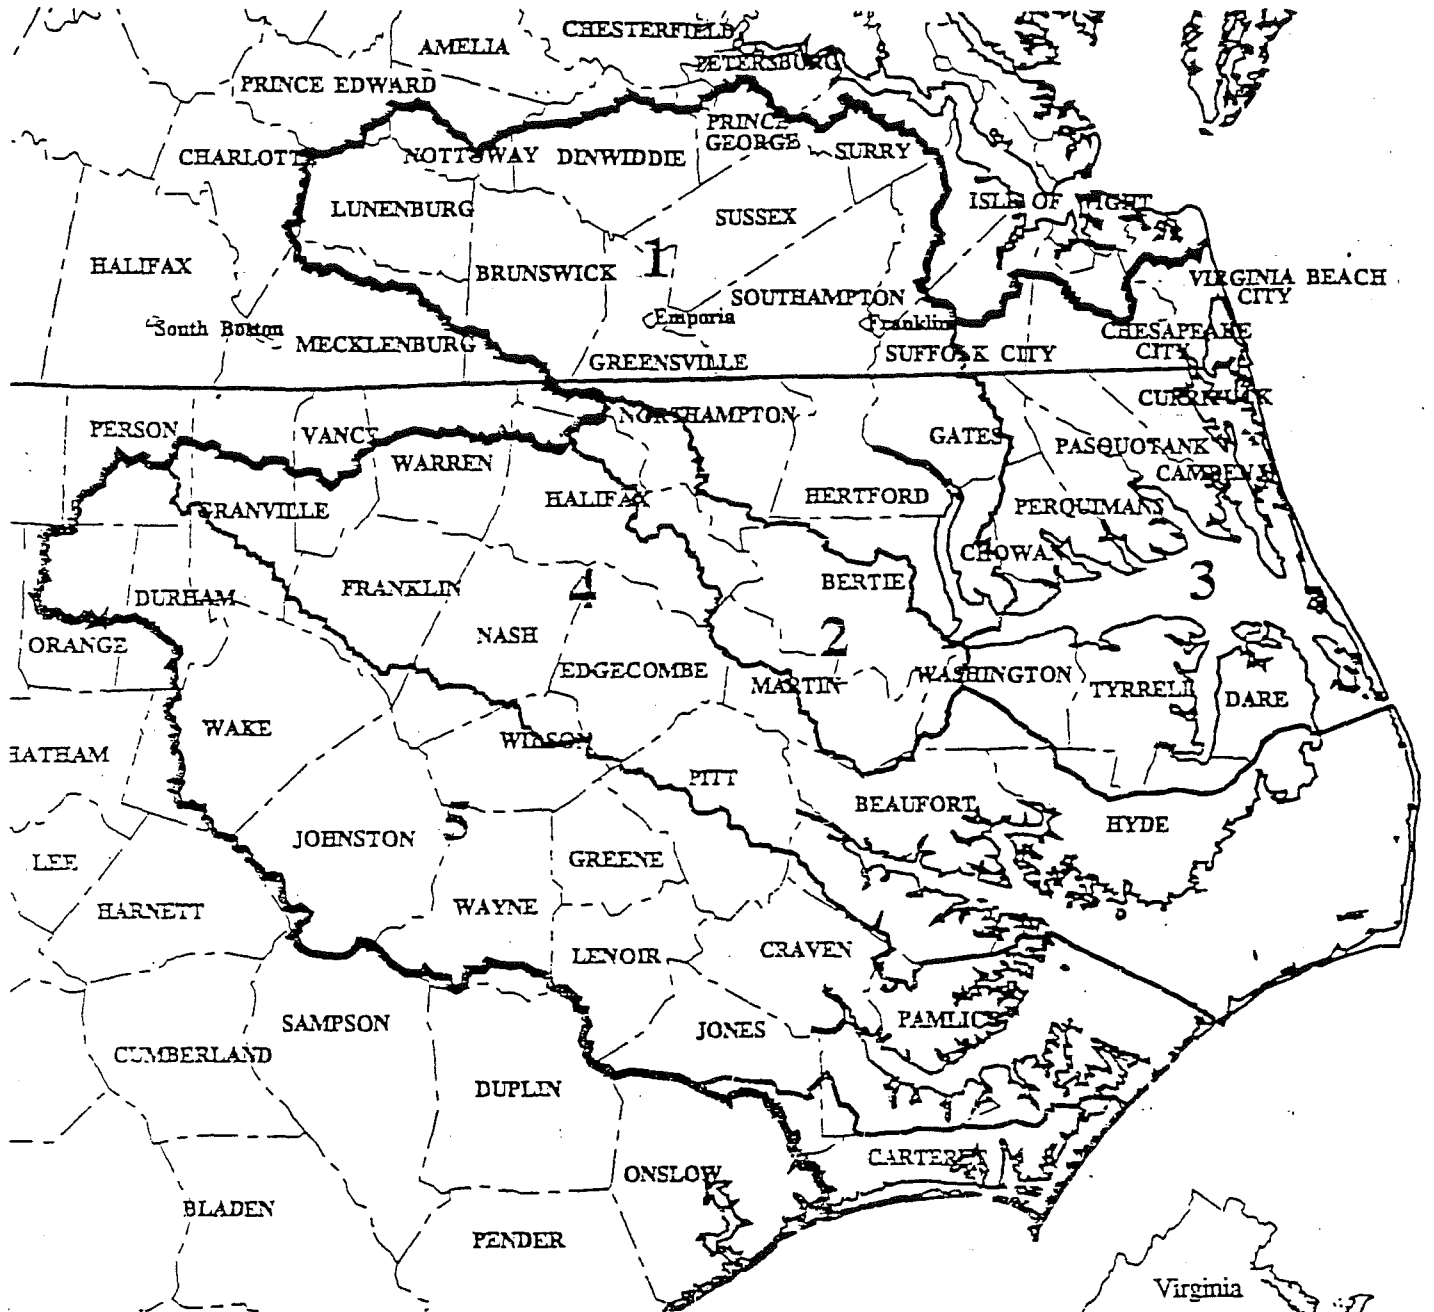 CHESTERFIELD
AMELIA
PETERSBURG
PRINCE EDWARD
PRINCE
GEORGE
CHARLOTTE
NOTTOWAY
DINWIDDIE
SURRY
LUNENBURG
SUSSEX
ISLE OF WIGHT
HALIFAX
BRUNSWICK
1
VIRGINIA BEACH
CITY
SOUTHAMPTON
South Boston
Emporia
Franklin
CHESAPEAKE
CITY
MECKLENBURG
GREENSVILLE
SUFFOLK CITY
CURRITUCK
NORTHAMPTON
PERSON
VANCE
GATES
PASQUOTANK
WARREN
CAMDEN
HALIFAX
HERTFORD
GRANVILLE
PERQUIMANS
CHOWAN
FRANKLIN
4
BERTIE
3
DURHAM
NASH
2
ORANGE
EDGECOMBE
MARTIN
WASHINGTON
TYRRELL
DARE
WAKE
WILSON
HATHAM
PITT
BEAUFORT
HYDE
JOHNSTON
5
LEE
GREENE
HARNETT
WAYNE
LENOIR
CRAVEN
SAMPSON
JONES
PAMLICO
CUMBERLAND
DUPLIN
CARTERET
ONSLOW
BLADEN
PENDER
Virginia